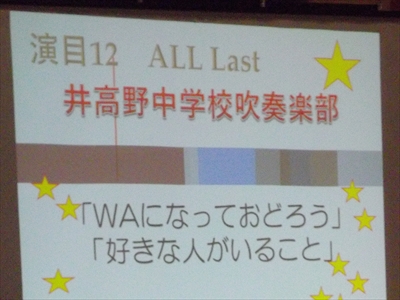 演目12　ALL Last
井高野中学校吹奏楽部
「WAになっておどろう」
「好きな人がいること」